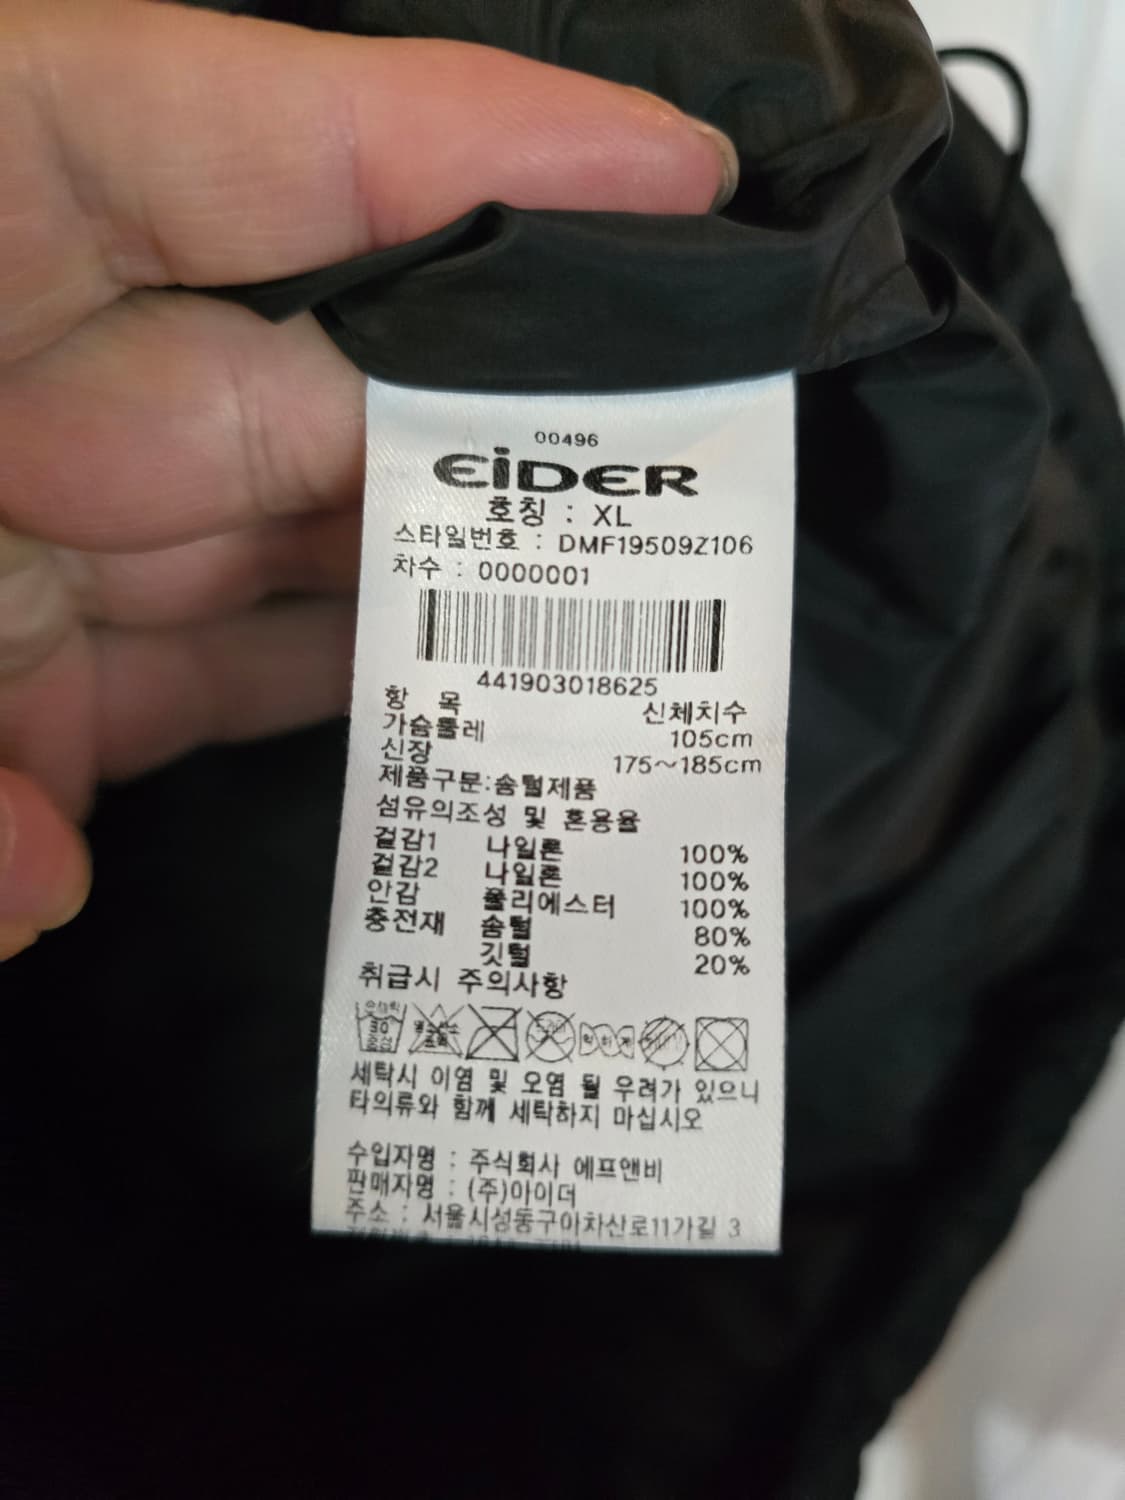 00496
EiDER
호칭 : XL
스타일번호 : DMF19509Z106
차수 : 0000001
441903018625
항 목 신체치수
가슴둘레 105cm
신장 175~185cm
제품구분:솜털제품
섬유의조성 및 혼용율
겉감1 나일론 100%
겉감2 나일론 100%
안감 폴리에스터 100%
충전재 솜털 80%
깃털 20%
취급시 주의사항
30°
중성
세탁시 이염 및 오염 될 우려가 있으니
타의류와 함께 세탁하지 마십시오
수입자명 : 주식회사 에프앤비
판매자명 : (주)아이더
주소 : 서울시성동구아차산로11가길 3